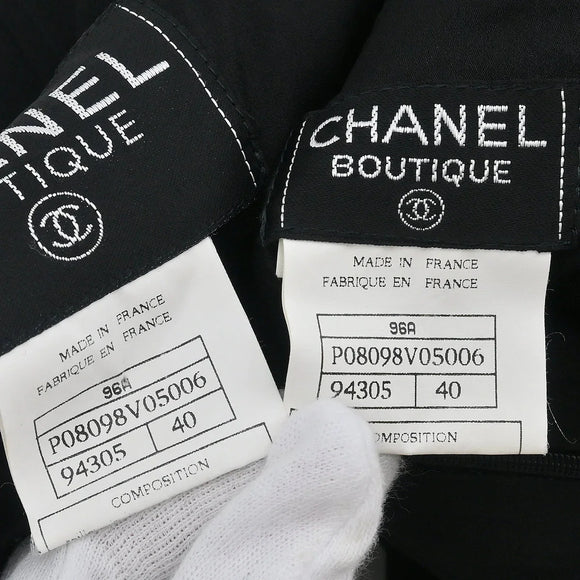 NEL
TIQUE
MADE IN FRANCE
FABRIQUE EN FRANCE
96A
P08098V05006
94305 40
COMPOSITION
CHANEL
BOUTIQUE
MADE IN FRANCE
FABRIQUE EN FRANCE
96A
P08098V05006
94305 40
COMPOSITION